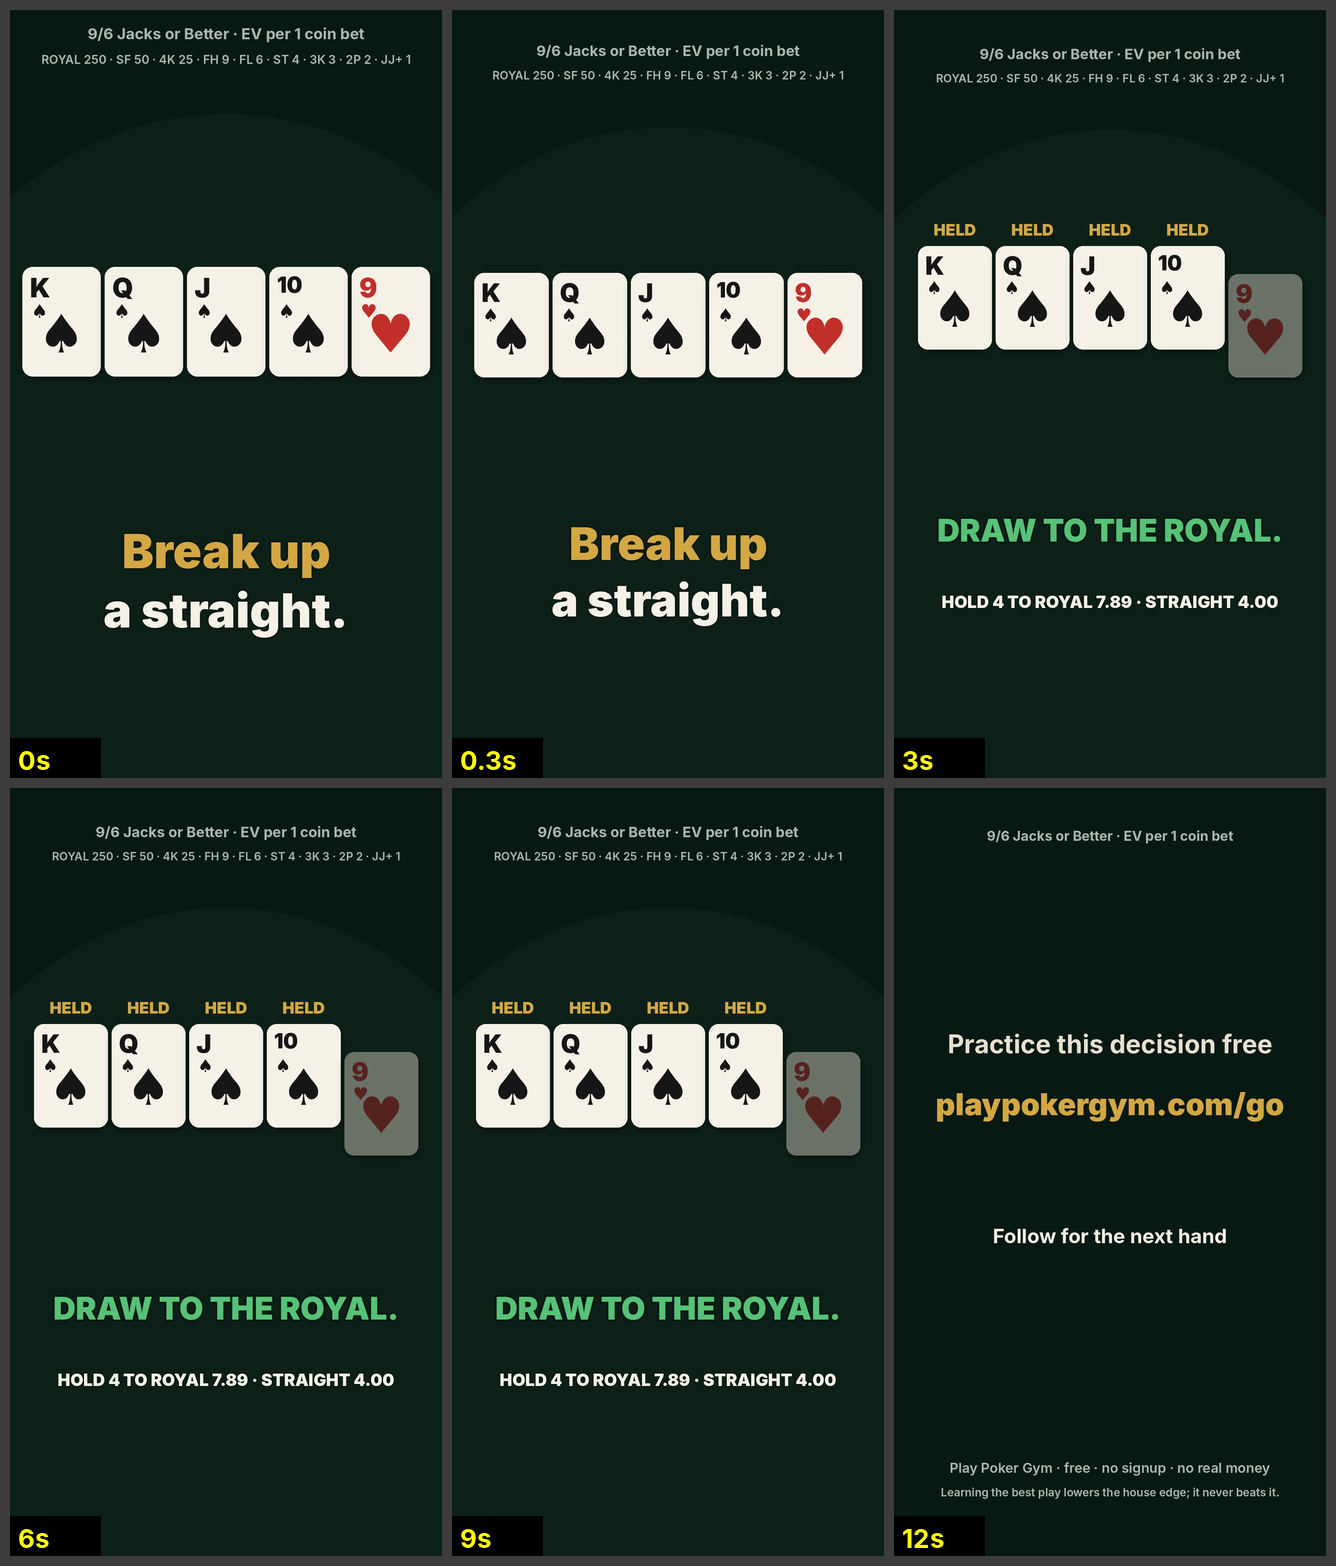 9/6 Jacks or Better · EV per 1 coin bet
ROYAL 250 · SF 50 · 4K 25 · FH 9 · FL 6 · ST 4 · 3K 3 · 2P 2 · JJ+ 1
K Q J 10 9
Break up
a straight.
0s
9/6 Jacks or Better · EV per 1 coin bet
ROYAL 250 · SF 50 · 4K 25 · FH 9 · FL 6 · ST 4 · 3K 3 · 2P 2 · JJ+ 1
K Q J 10 9
Break up
a straight.
0.3s
9/6 Jacks or Better · EV per 1 coin bet
ROYAL 250 · SF 50 · 4K 25 · FH 9 · FL 6 · ST 4 · 3K 3 · 2P 2 · JJ+ 1
HELD HELD HELD HELD
K Q J 10 9
DRAW TO THE ROYAL.
HOLD 4 TO ROYAL 7.89 · STRAIGHT 4.00
3s
9/6 Jacks or Better · EV per 1 coin bet
ROYAL 250 · SF 50 · 4K 25 · FH 9 · FL 6 · ST 4 · 3K 3 · 2P 2 · JJ+ 1
HELD HELD HELD HELD
K Q J 10 9
DRAW TO THE ROYAL.
HOLD 4 TO ROYAL 7.89 · STRAIGHT 4.00
6s
9/6 Jacks or Better · EV per 1 coin bet
ROYAL 250 · SF 50 · 4K 25 · FH 9 · FL 6 · ST 4 · 3K 3 · 2P 2 · JJ+ 1
HELD HELD HELD HELD
K Q J 10 9
DRAW TO THE ROYAL.
HOLD 4 TO ROYAL 7.89 · STRAIGHT 4.00
9s
9/6 Jacks or Better · EV per 1 coin bet
Practice this decision free
playpokergym.com/go
Follow for the next hand
Play Poker Gym · free · no signup · no real money
Learning the best play lowers the house edge; it never beats it.
12s